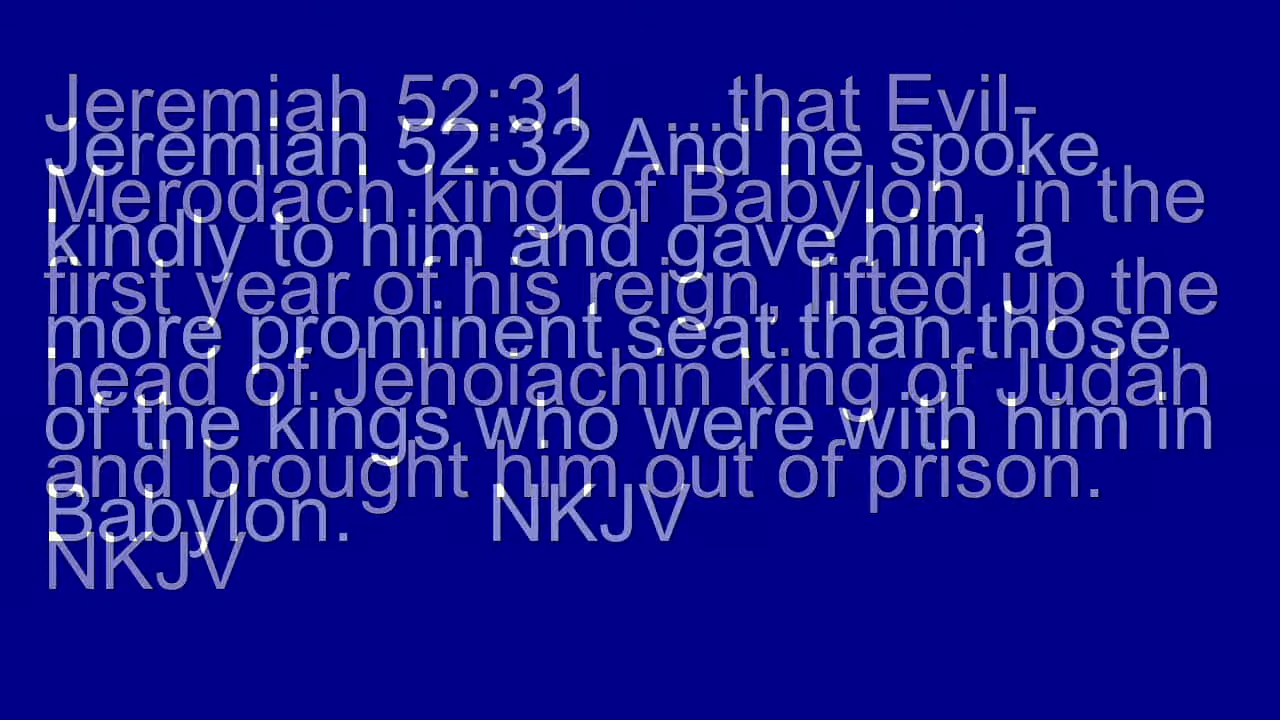 Jeremiah 52:31 ...that Evil-
Jeremiah 52:32 And he spoke
Merodach king of Babylon, in the
kindly to him and gave him a
first year of his reign, lifted up the
more prominent seat than those
head of Jehoiachin king of Judah
of the kings who were with him in
and brought him out of prison.
Babylon. NKJV
NKJV